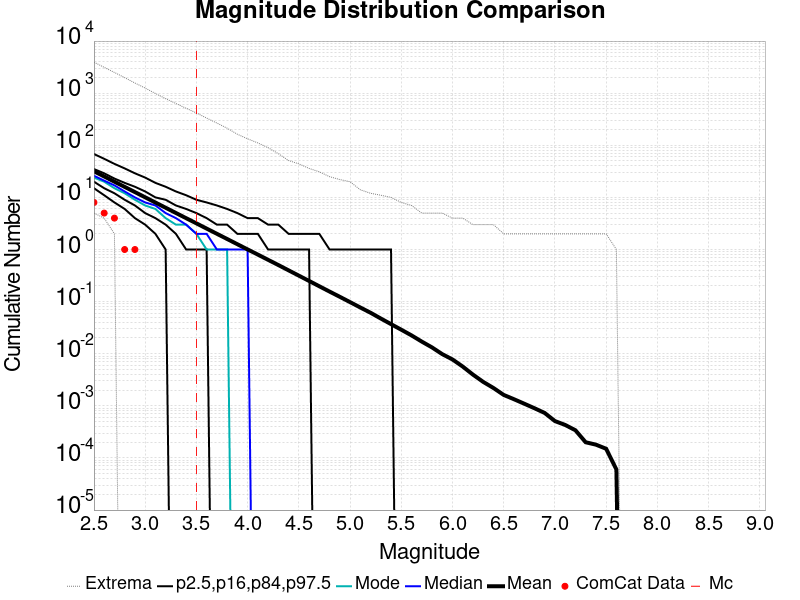 Magnitude Distribution Comparison
Cumulative Number
10^4
10^3
10^2
10^1
10^0
10^-1
10^-2
10^-3
10^-4
10^-5
2.5 3.0 3.5 4.0 4.5 5.0 5.5 6.0 6.5 7.0 7.5 8.0 8.5 9.0
Magnitude
Extrema p2.5,p16,p84,p97.5 Mode Median Mean ComCat Data Mc